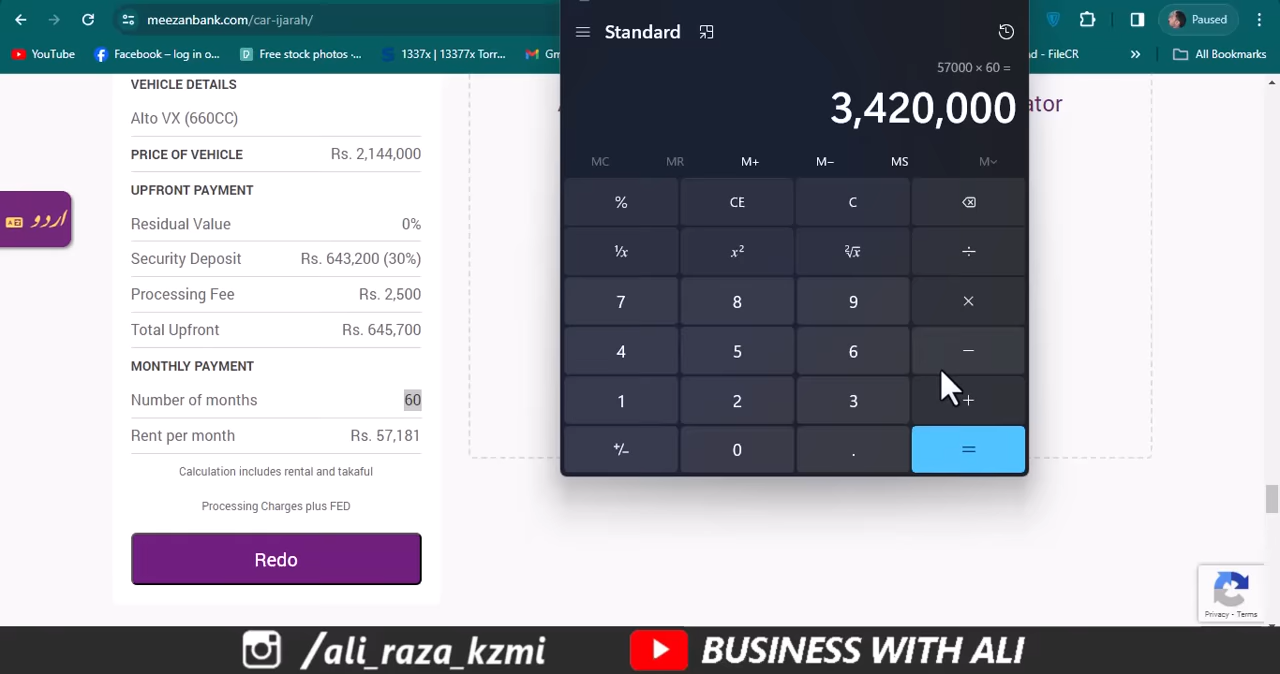 meezanbank.com/car-ijarah/
Paused
YouTube
Facebook – log in o...
Free stock photos ·...
1337x | 13377x Torr...
d - FileCR
»
All Bookmarks
VEHICLE DETAILS
Alto VX (660CC)
PRICE OF VEHICLE Rs. 2,144,000
UPFRONT PAYMENT
Residual Value 0%
Security Deposit Rs. 643,200 (30%)
Processing Fee Rs. 2,500
Total Upfront Rs. 645,700
MONTHLY PAYMENT
Number of months 60
Rent per month Rs. 57,181
Calculation includes rental and takaful
Processing Charges plus FED
Redo
اردو
Standard
57000 × 60 =
3,420,000
MC MR M+ M− MS M˅
% CE C
⅟x x² ²√x ÷
7 8 9 ×
4 5 6 −
1 2 3 +
+/− 0 . =
ator
Privacy - Terms
/ali_raza_kzmi
BUSINESS WITH ALI